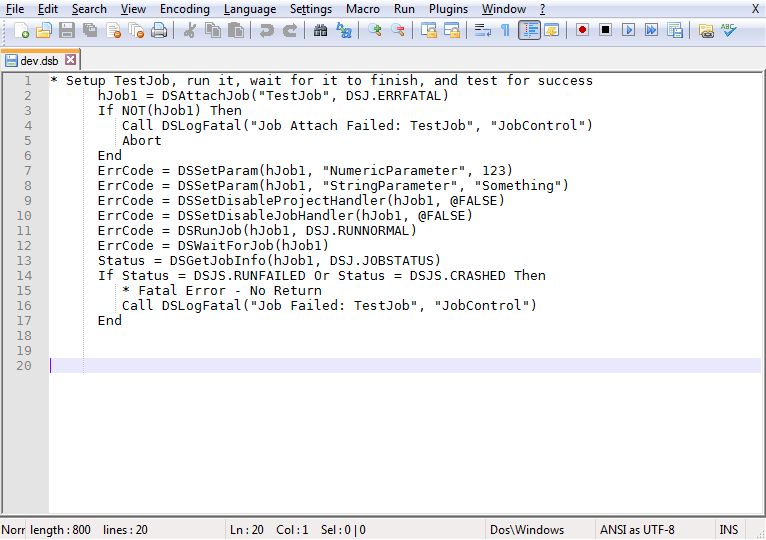 File Edit Search View Encoding Language Settings Macro Run Plugins Window ? X
dev.dsb
1 * Setup TestJob, run it, wait for it to finish, and test for success
2 hJob1 = DSAttachJob("TestJob", DSJ.ERRFATAL)
3 If NOT(hJob1) Then
4 Call DSLogFatal("Job Attach Failed: TestJob", "JobControl")
5 Abort
6 End
7 ErrCode = DSSetParam(hJob1, "NumericParameter", 123)
8 ErrCode = DSSetParam(hJob1, "StringParameter", "Something")
9 ErrCode = DSSetDisableProjectHandler(hJob1, @FALSE)
10 ErrCode = DSSetDisableJobHandler(hJob1, @FALSE)
11 ErrCode = DSRunJob(hJob1, DSJ.RUNNORMAL)
12 ErrCode = DSWaitForJob(hJob1)
13 Status = DSGetJobInfo(hJob1, DSJ.JOBSTATUS)
14 If Status = DSJS.RUNFAILED Or Status = DSJS.CRASHED Then
15 * Fatal Error - No Return
16 Call DSLogFatal("Job Failed: TestJob", "JobControl")
17 End
18
19
20
Norr length : 800 lines : 20 Ln : 20 Col : 1 Sel : 0 | 0 Dos\Windows ANSI as UTF-8 INS